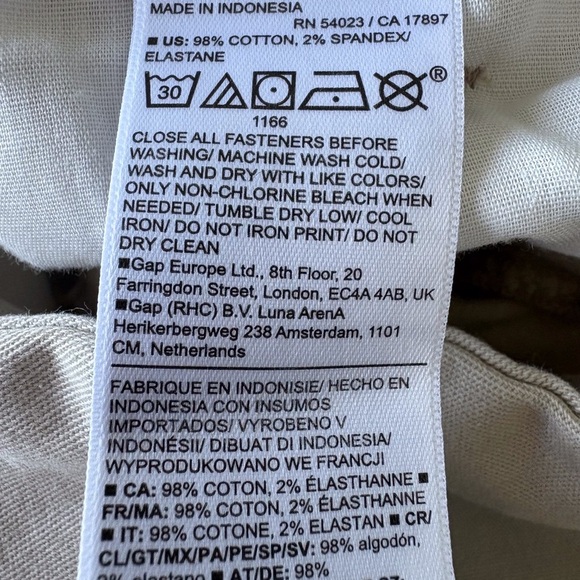 MADE IN INDONESIA
RN 54023 / CA 17897
■ US: 98% COTTON, 2% SPANDEX/
ELASTANE
30
®
1166
CLOSE ALL FASTENERS BEFORE
WASHING/ MACHINE WASH COLD/
WASH AND DRY WITH LIKE COLORS/
ONLY NON-CHLORINE BLEACH WHEN
NEEDED/ TUMBLE DRY LOW/ COOL
IRON/ DO NOT IRON PRINT/ DO NOT
DRY CLEAN
■Gap Europe Ltd., 8th Floor, 20
Farringdon Street, London, EC4A 4AB, UK
■Gap (RHC) B.V. Luna ArenA
Herikerbergweg 238 Amsterdam, 1101
CM, Netherlands
FABRIQUE EN INDONISIE/ HECHO EN
INDONESIA CON INSUMOS
IMPORTADOS/ VYROBENO V
INDONÉSII/ DIBUAT DI INDONESIA/
WYPRODUKOWANO WE FRANCJI
■ CA: 98% COTON, 2% ÉLASTHANNE ■
FR/MA: 98% COTON, 2% ÉLASTHANNE
■ IT: 98% COTONE, 2% ELASTAN ■ CR/
CL/GT/MX/PA/PE/SP/SV: 98% algodón,
2% elastano ■ AT/DE: 98%